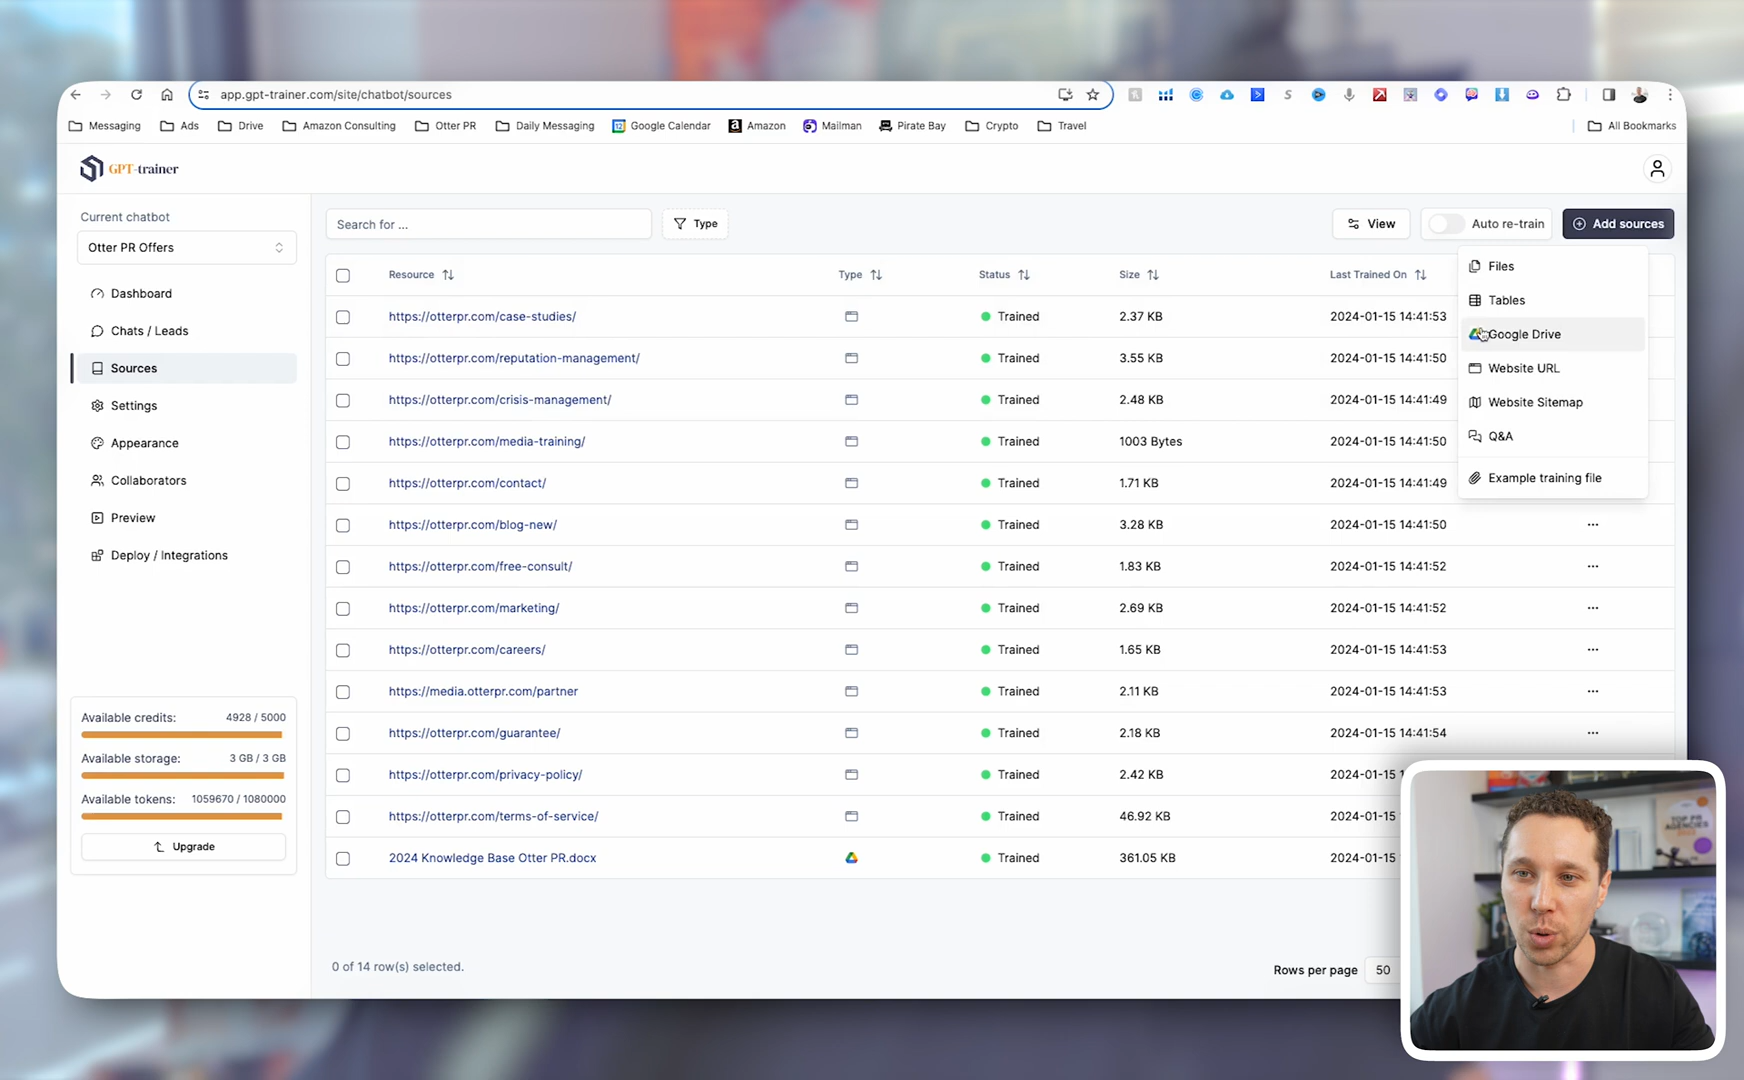 app.gpt-trainer.com/site/chatbot/sources
Messaging
Ads
Drive
Amazon Consulting
Otter PR
Daily Messaging
12
Google Calendar
a
Amazon
Mailman
Pirate Bay
Crypto
Travel
All Bookmarks
GPT-trainer
Current chatbot
Otter PR Offers
Dashboard
Chats / Leads
Sources
Settings
Appearance
Collaborators
Preview
Deploy / Integrations
Available credits: 4928 / 5000
Available storage: 3 GB / 3 GB
Available tokens: 1059670 / 1080000
Upgrade
Search for ...
Type
View
Auto re-train
Add sources
Files
Tables
Google Drive
Website URL
Website Sitemap
Q&A
Example training file
Resource Type Status Size Last Trained On
https://otterpr.com/case-studies/ Trained 2.37 KB 2024-01-15 14:41:53
https://otterpr.com/reputation-management/ Trained 3.55 KB 2024-01-15 14:41:50
https://otterpr.com/crisis-management/ Trained 2.48 KB 2024-01-15 14:41:49
https://otterpr.com/media-training/ Trained 1003 Bytes 2024-01-15 14:41:50
https://otterpr.com/contact/ Trained 1.71 KB 2024-01-15 14:41:49
https://otterpr.com/blog-new/ Trained 3.28 KB 2024-01-15 14:41:50 ...
https://otterpr.com/free-consult/ Trained 1.83 KB 2024-01-15 14:41:52 ...
https://otterpr.com/marketing/ Trained 2.69 KB 2024-01-15 14:41:52 ...
https://otterpr.com/careers/ Trained 1.65 KB 2024-01-15 14:41:53 ...
https://media.otterpr.com/partner Trained 2.11 KB 2024-01-15 14:41:53 ...
https://otterpr.com/guarantee/ Trained 2.18 KB 2024-01-15 14:41:54 ...
https://otterpr.com/privacy-policy/ Trained 2.42 KB 2024-01-15
https://otterpr.com/terms-of-service/ Trained 46.92 KB 2024-01-15
2024 Knowledge Base Otter PR.docx Trained 361.05 KB 2024-01-15
0 of 14 row(s) selected.
Rows per page 50
TOP PR
AGENCIES